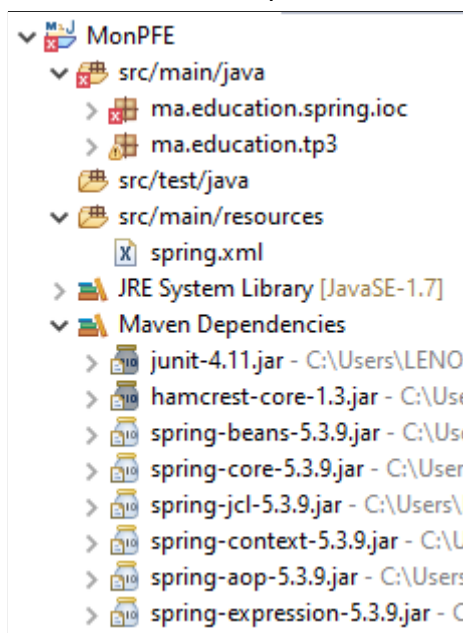 MonPFE
src/main/java
ma.education.spring.ioc
ma.education.tp3
src/test/java
src/main/resources
spring.xml
JRE System Library [JavaSE-1.7]
Maven Dependencies
junit-4.11.jar - C:\Users\LENO
hamcrest-core-1.3.jar - C:\Use
spring-beans-5.3.9.jar - C:\Use
spring-core-5.3.9.jar - C:\User
spring-jcl-5.3.9.jar - C:\Users\
spring-context-5.3.9.jar - C:\U
spring-aop-5.3.9.jar - C:\Users
spring-expression-5.3.9.jar - C